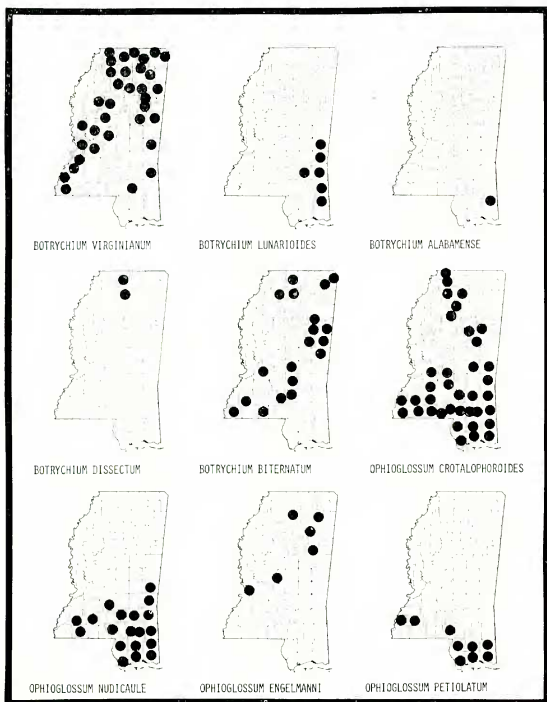 BOTRYCHIUM VIRGINIANUM BOTRYCHIUM LUNARIOIDES BOTRYCHIUM ALABAMENSE
BOTRYCHIUM DISSECTUM BOTRYCHIUM BITERNATUM OPHIOGLOSSUM CROTALOPHOROIDES
OPHIOGLOSSUM NUDICAULE OPHIOGLOSSUM ENGELMANNI OPHIOGLOSSUM PETIOLATUM